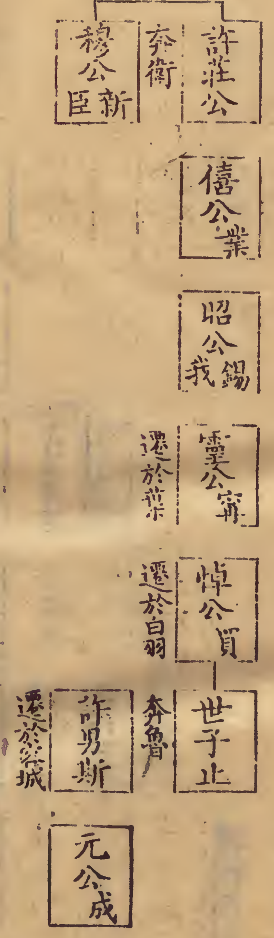 許莊公
奔衛
穆公新臣
僖公業
昭公錫我
靈公甯
遷於葉
悼公買
遷於白羽
世子止
奔魯
許男斯
遷於容城
元公成